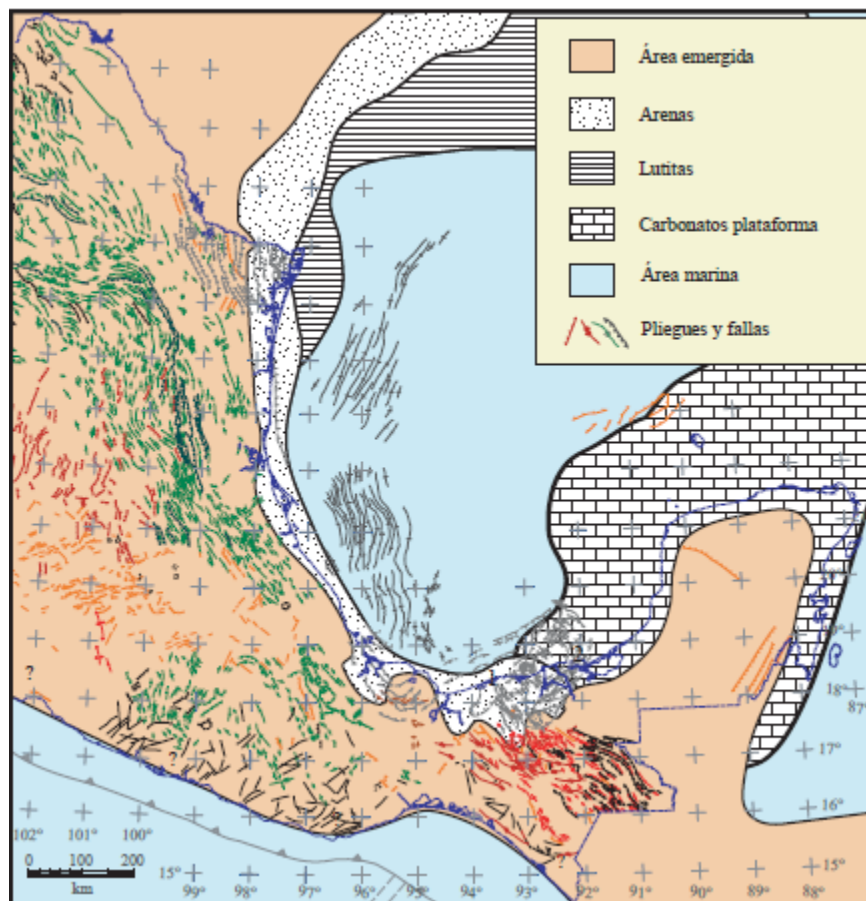 Área emergida
Arenas
Lutitas
Carbonatos plataforma
Área marina
Pliegues y fallas
?
?
?
19°
18°
87°
17°
16°
15°
102° 101° 100°
0 100 200
km
15°
99° 98° 97° 96° 95° 94° 93° 92° 91° 90° 89° 88°